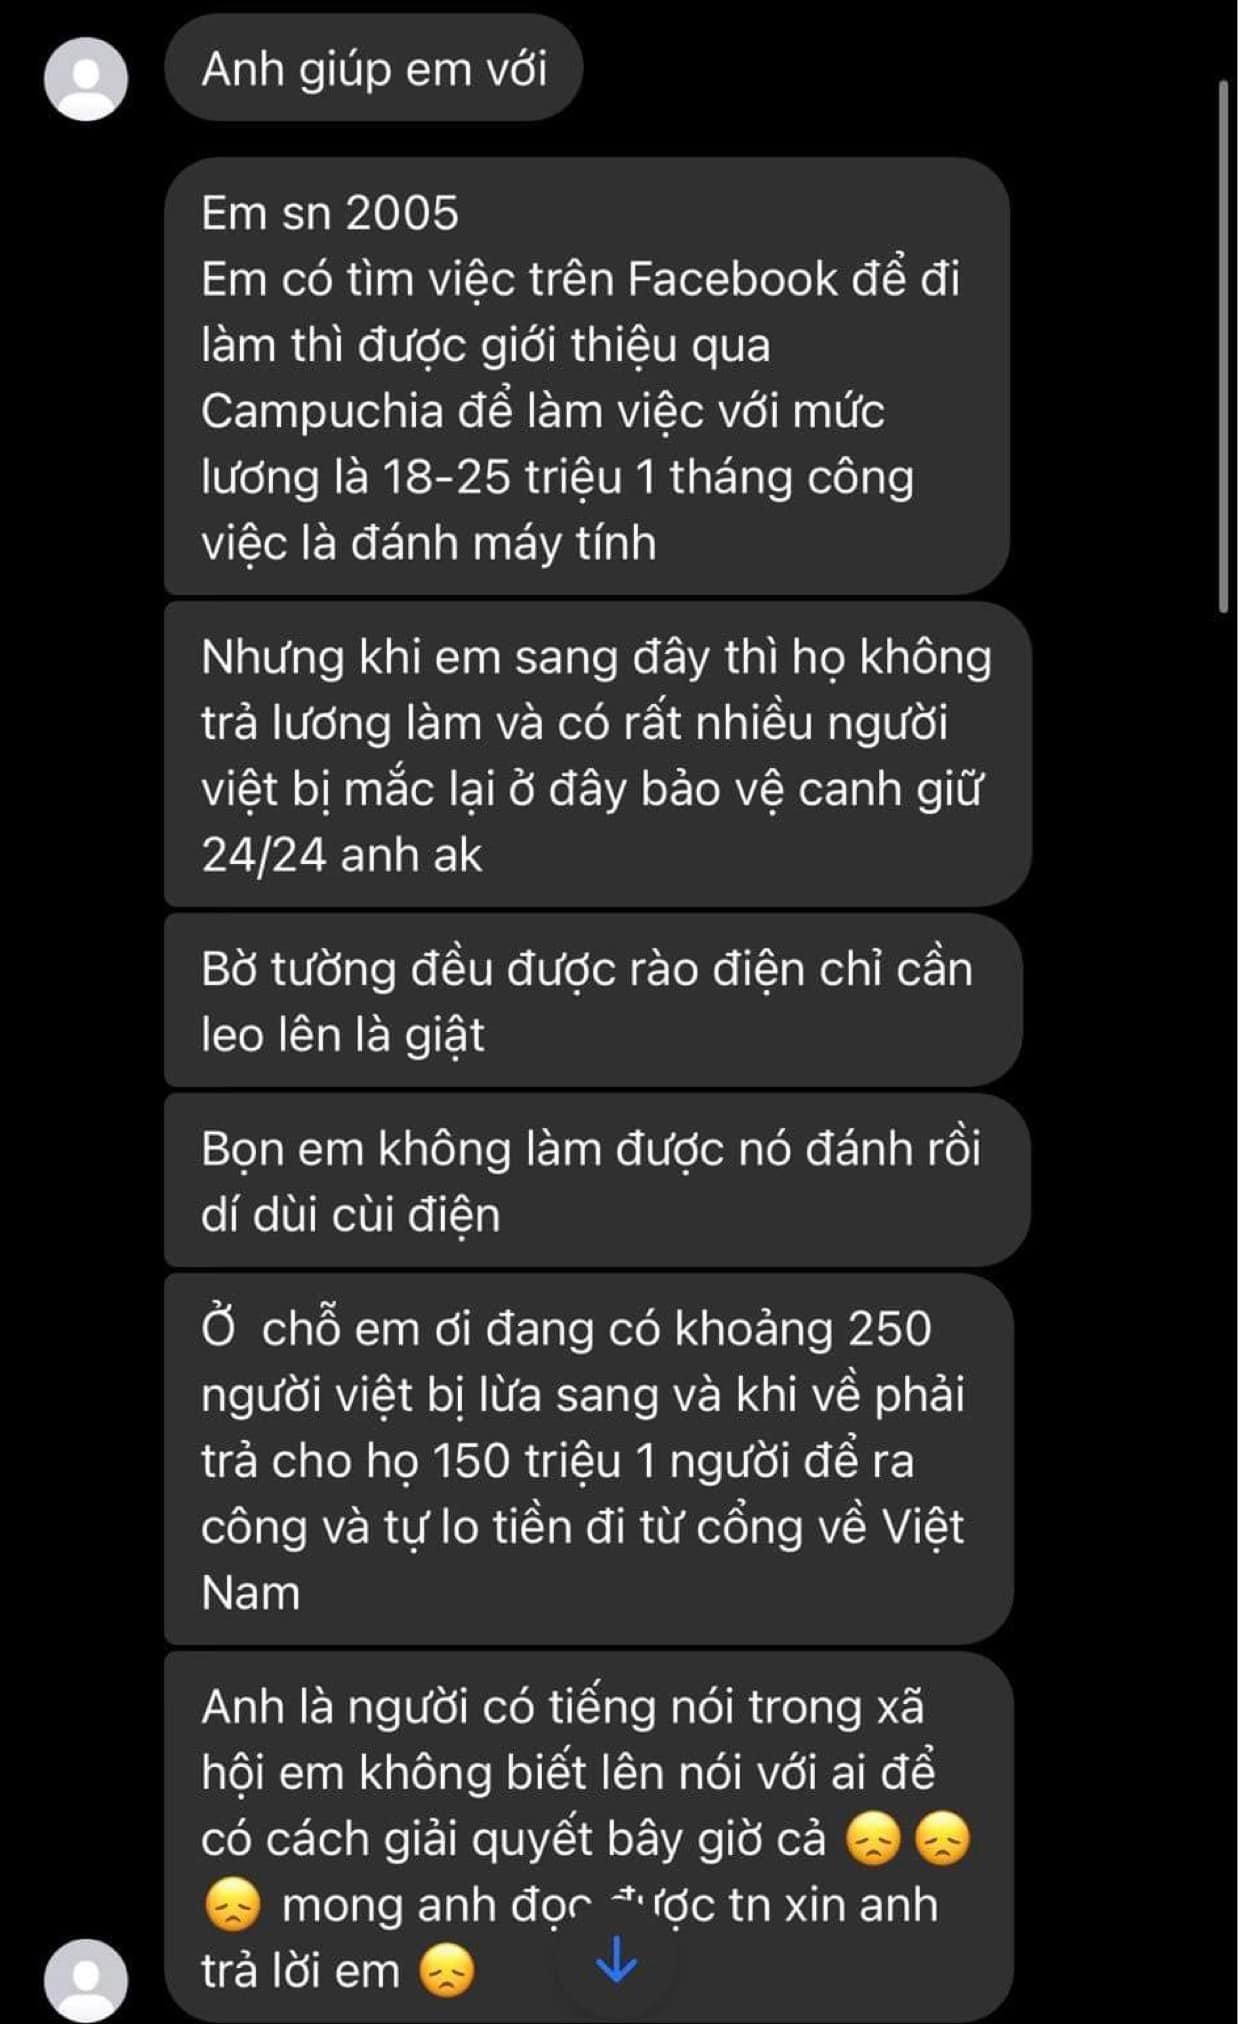 Anh giúp em với
Em sn 2005
Em có tìm việc trên Facebook để đi
làm thì được giới thiệu qua
Campuchia để làm việc với mức
lương là 18-25 triệu 1 tháng công
việc là đánh máy tính
Nhưng khi em sang đây thì họ không
trả lương làm và có rất nhiều người
việt bị mắc lại ở đây bảo vệ canh giữ
24/24 anh ak
Bờ tường đều được rào điện chỉ cần
leo lên là giật
Bọn em không làm được nó đánh rồi
dí dùi cùi điện
Ở chỗ em ơi đang có khoảng 250
người việt bị lừa sang và khi về phải
trả cho họ 150 triệu 1 người để ra
công và tự lo tiền đi từ cổng về Việt
Nam
Anh là người có tiếng nói trong xã
hội em không biết lên nói với ai để
có cách giải quyết bây giờ cả 😞😞
😞 mong anh đọc được tn xin anh
trả lời em 😞